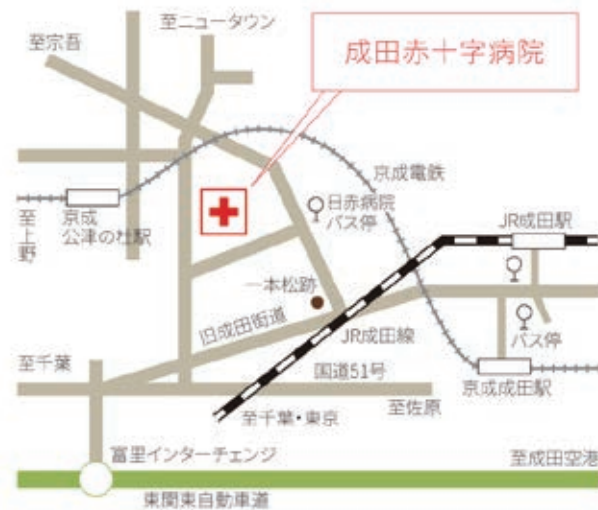 至ニュータウン
至宗吾
成田赤十字病院
京成電鉄
日赤病院
バス停
JR成田駅
至上野
京成
公津の杜駅
一本松跡
旧成田街道
JR成田線
バス停
至千葉
国道51号
京成成田駅
至佐原
至千葉・東京
富里インターチェンジ
至成田空港
東関東自動車道